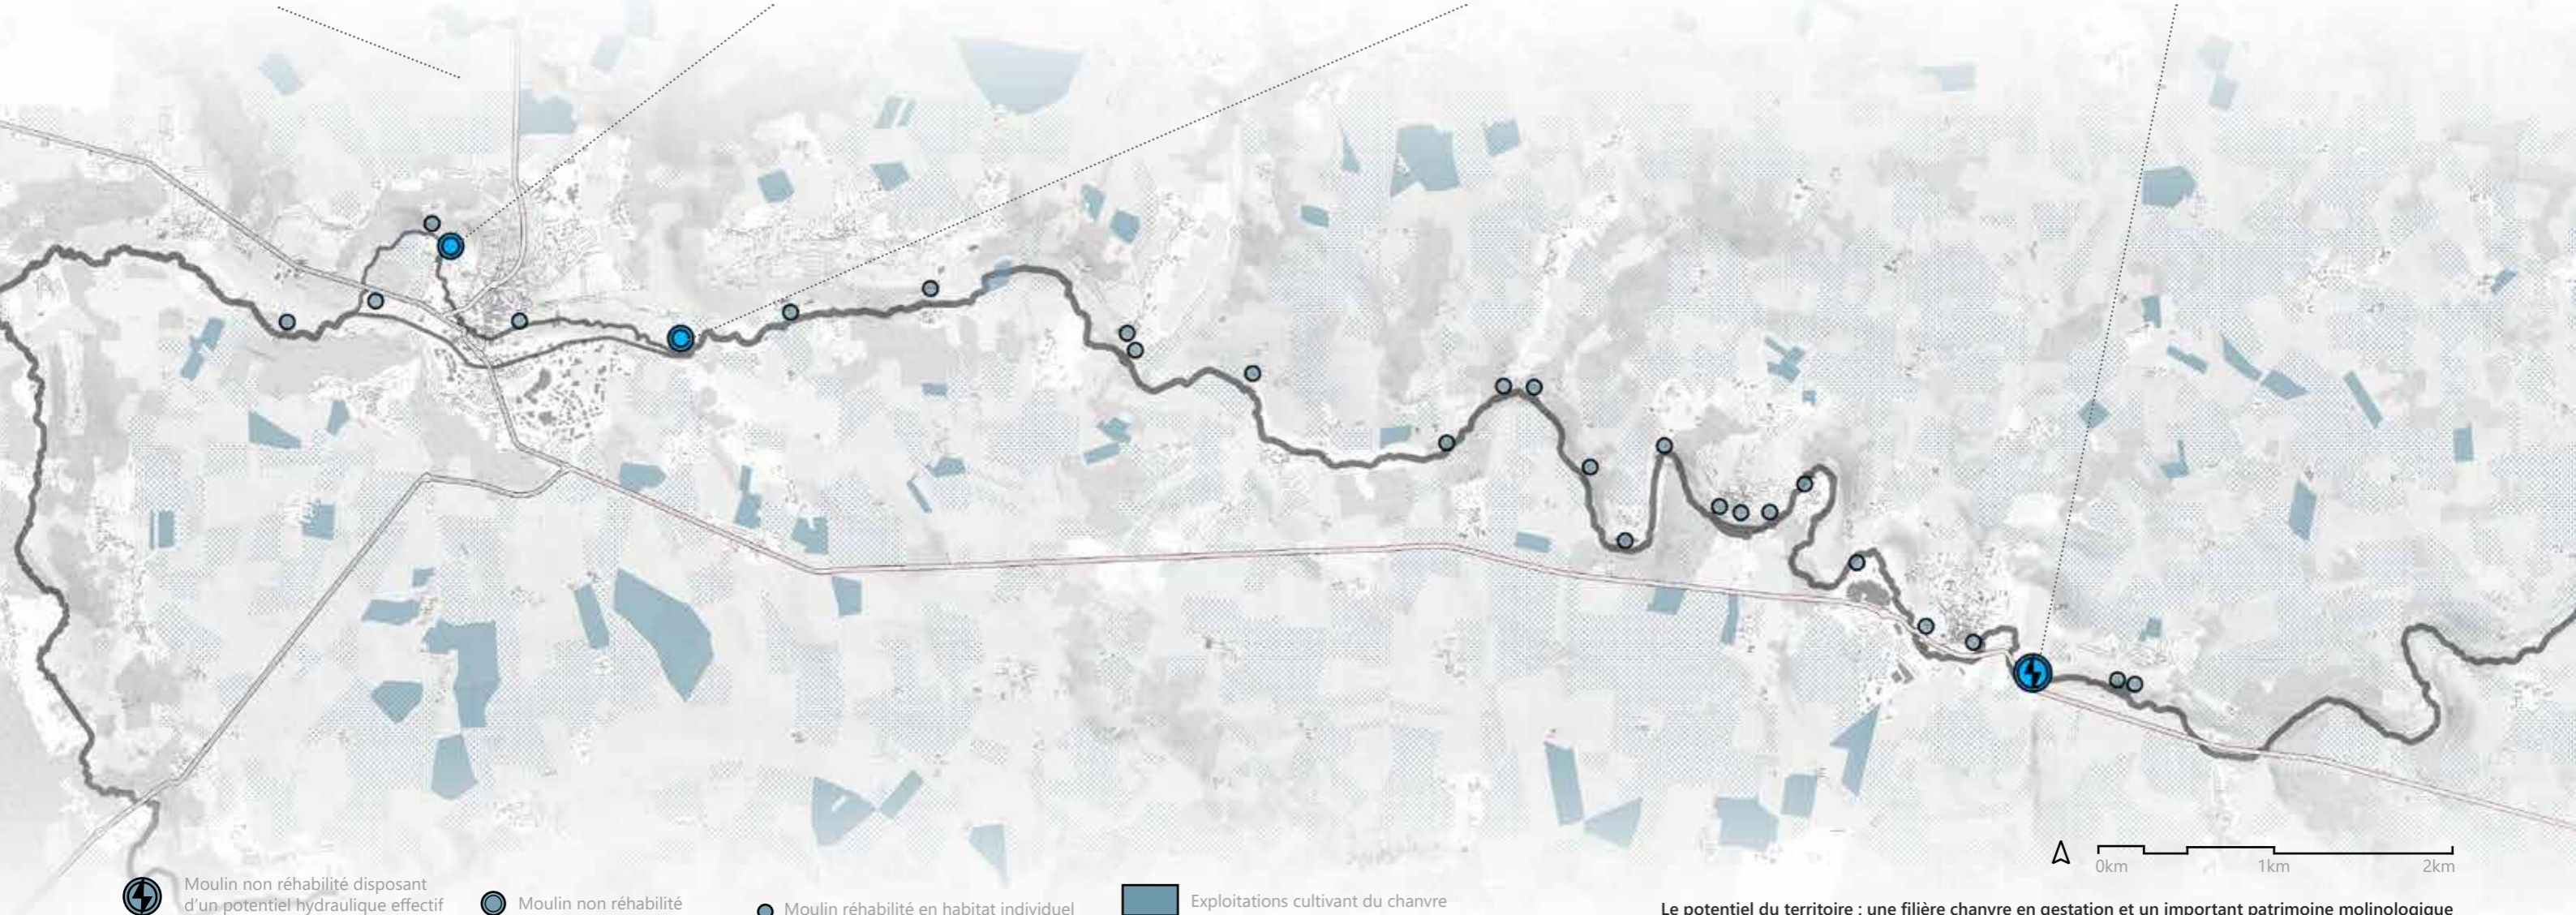 0km
1km
2km
Moulin non réhabilité disposant
d'un potentiel hydraulique effectif
Moulin non réhabilité
Moulin réhabilité en habitat individuel
Exploitations cultivant du chanvre
Le potentiel du territoire : une filière chanvre en gestation et un important patrimoine molinologique